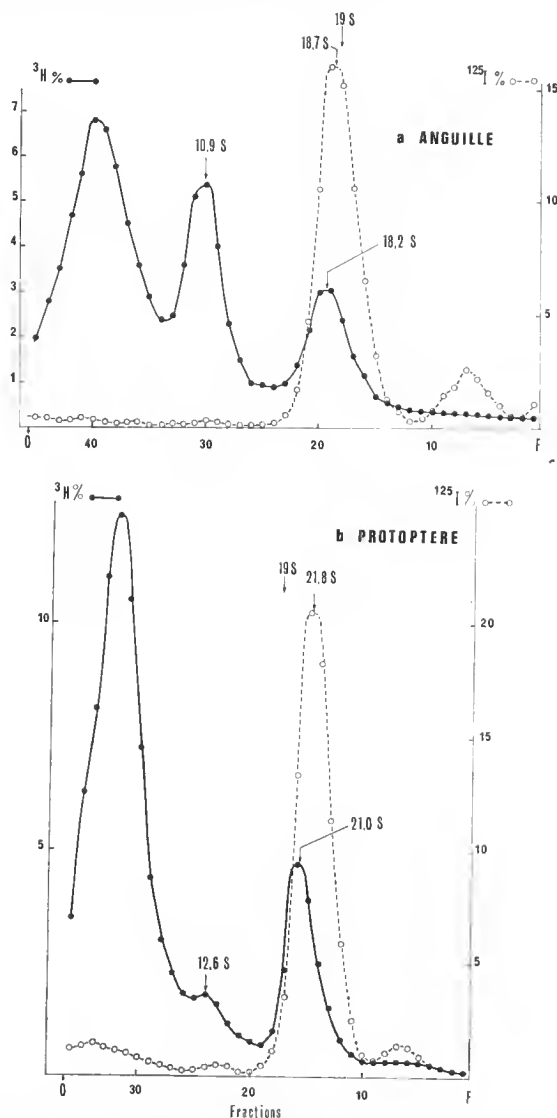 19 S
18,7 S
³H %
¹²⁵I %
10,9 S
a ANGUILLE
18,2 S
7
6
5
4
3
2
1
15
10
5
0 40 30 20 10 F
³H %
¹²⁵I %
b PROTOPTERE
19 S
21,8 S
21,0 S
12,6 S
10
5
20
15
10
5
0 30 20 10 F
Fractions